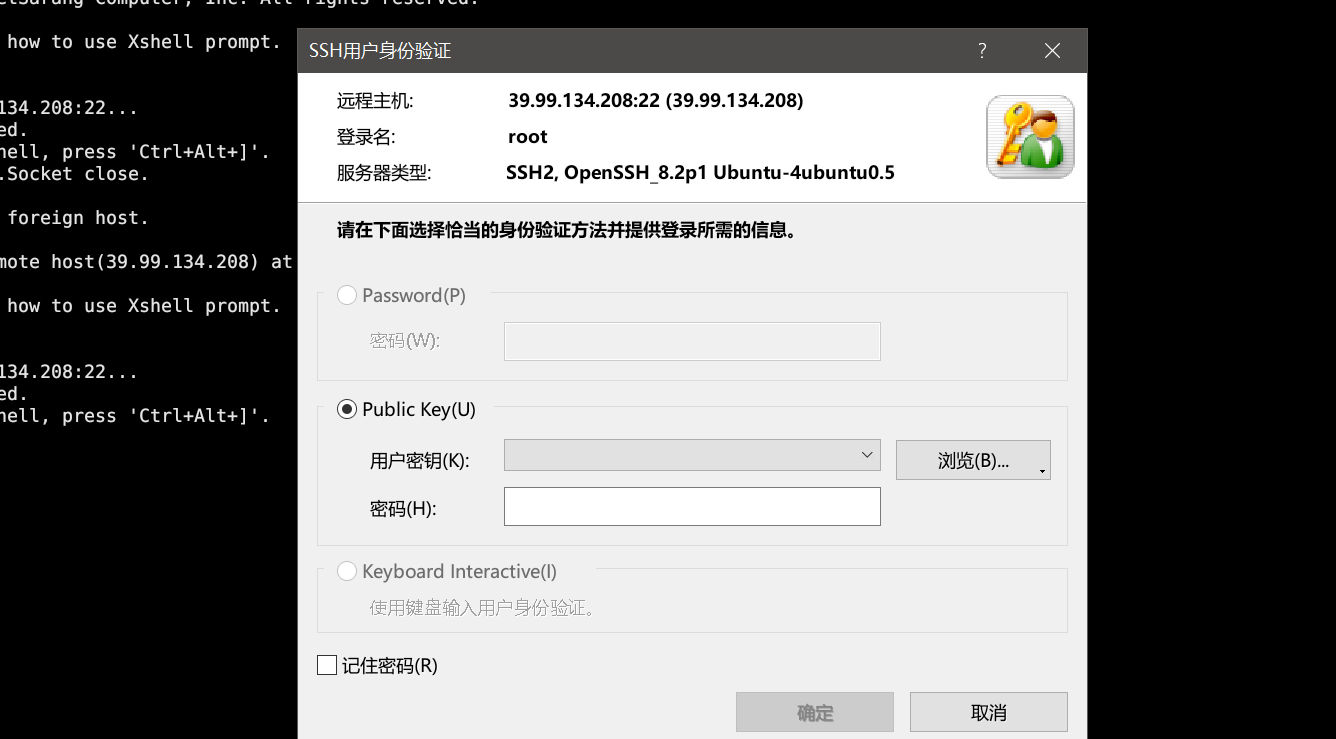 Computer, Inc. All rights reserved.
how to use Xshell prompt.
SSH用户身份验证
?
134.208:22...
ed.
hell, press 'Ctrl+Alt+]'.
.Socket close.
foreign host.
mote host(39.99.134.208) at
how to use Xshell prompt.
134.208:22...
ed.
hell, press 'Ctrl+Alt+]'.
远程主机: 39.99.134.208:22 (39.99.134.208)
登录名: root
服务器类型: SSH2, OpenSSH_8.2p1 Ubuntu-4ubuntu0.5
请在下面选择恰当的身份验证方法并提供登录所需的信息。
Password(P)
密码(W):
Public Key(U)
用户密钥(K): 浏览(B)...
密码(H):
Keyboard Interactive(I)
使用键盘输入用户身份验证。
记住密码(R)
确定 取消